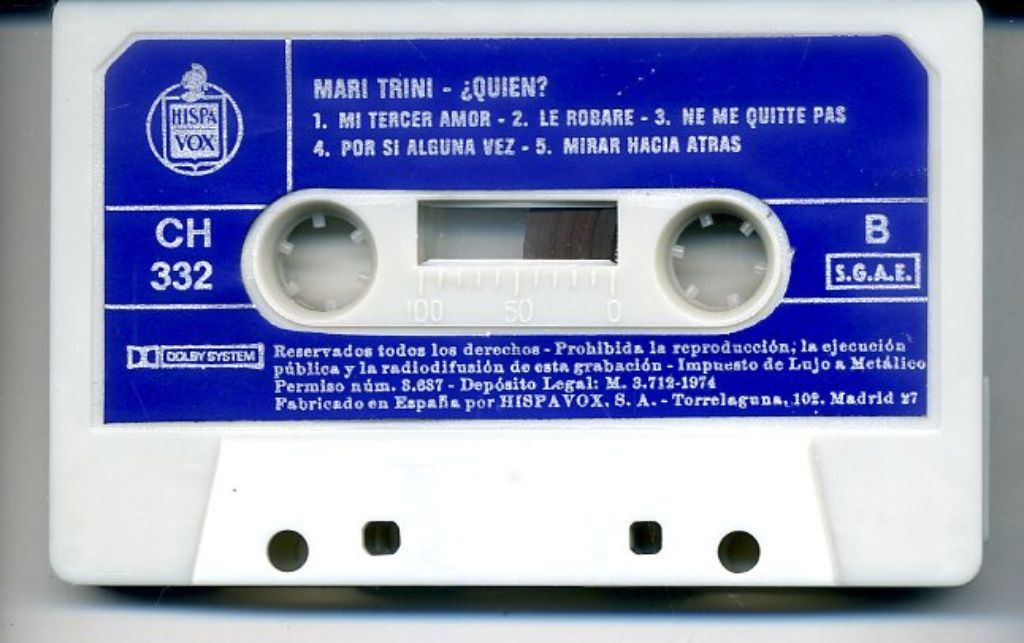 MARI TRINI - ¿QUIEN?
1. MI TERCER AMOR - 2. LE ROBARE - 3. NE ME QUITTE PAS
4. POR SI ALGUNA VEZ - 5. MIRAR HACIA ATRAS
HISPA
VOX
CH
332
B
S.G.A.E.
100 50 0
DOLBY SYSTEM
Reservados todos los derechos - Prohibida la reproducción, la ejecución
pública y la radiodifusión de esta grabación - Impuesto de Lujo a Metálico
Permiso núm. 3.637 - Depósito Legal: M. 3.712-1974
Fabricado en España por HISPAVOX, S. A. - Torrelaguna, 102. Madrid 27